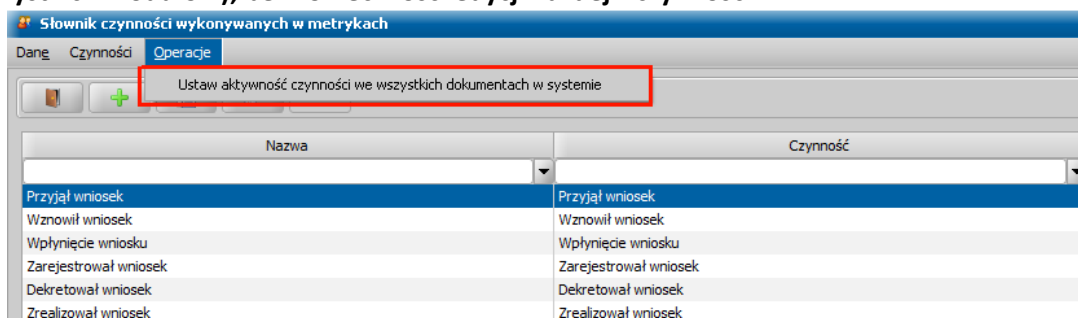 Słownik czynności wykonywanych w metrykach
Dane Czynności Operacje
Ustaw aktywność czynności we wszystkich dokumentach w systemie
Nazwa Czynność
Przyjął wniosek Przyjął wniosek
Wznowił wniosek Wznowił wniosek
Wpłynięcie wniosku Wpłynięcie wniosku
Zarejestrował wniosek Zarejestrował wniosek
Dekretował wniosek Dekretował wniosek
Zrealizował wniosek Zrealizował wniosek